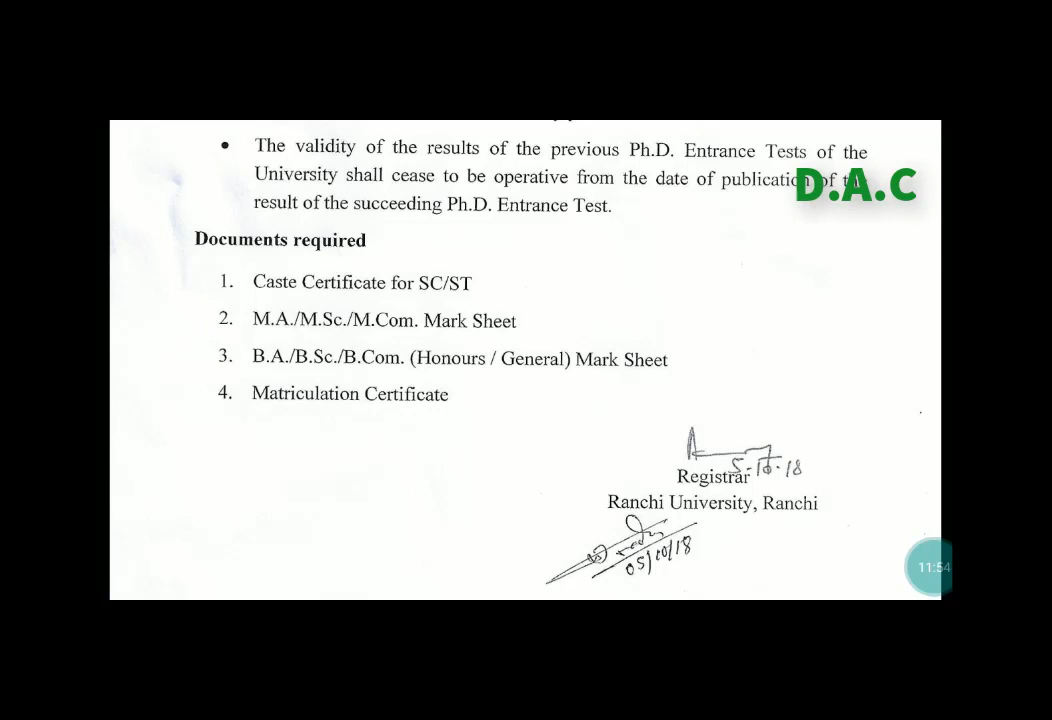 • The validity of the results of the previous Ph.D. Entrance Tests of the
University shall cease to be operative from the date of publication of the
D.A.C
result of the succeeding Ph.D. Entrance Test.
Documents required
1. Caste Certificate for SC/ST
2. M.A./M.Sc./M.Com. Mark Sheet
3. B.A./B.Sc./B.Com. (Honours / General) Mark Sheet
4. Matriculation Certificate
5-10-18
Registrar
Ranchi University, Ranchi
05/10/18
11:54